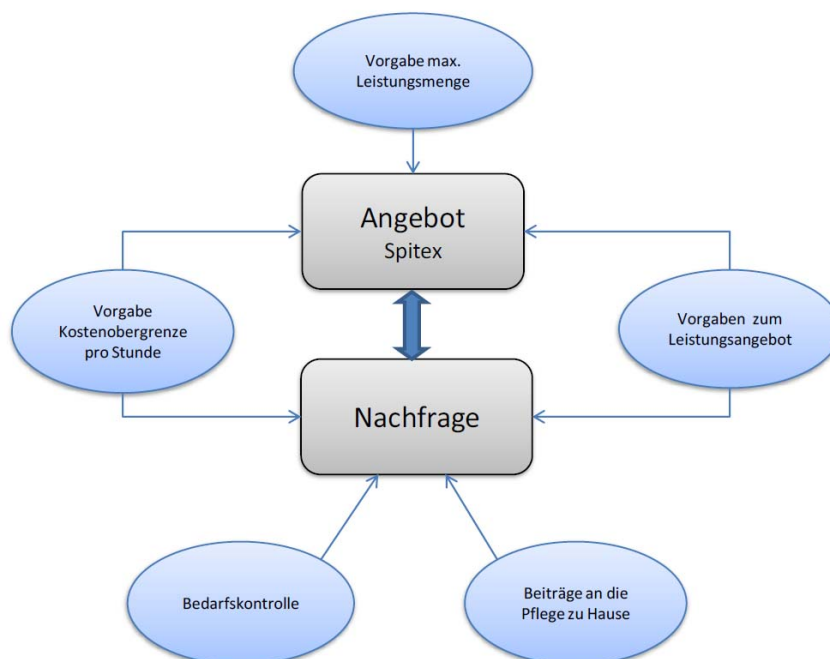 Vorgabe max.
Leistungsmenge
Angebot
Spitex
Vorgabe
Kostenobergrenze
pro Stunde
Vorgaben zum
Leistungsangebot
Nachfrage
Bedarfskontrolle
Beiträge an die
Pflege zu Hause